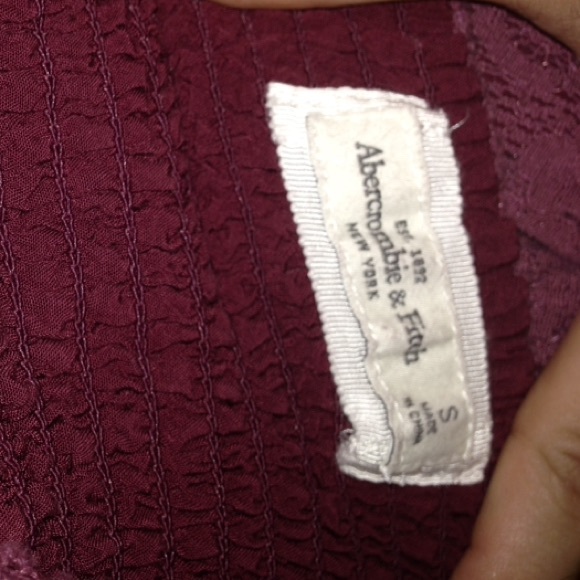 Abercrombie & Fitch
EST. 1892
NEW YORK
S
MADE
IN CHINA